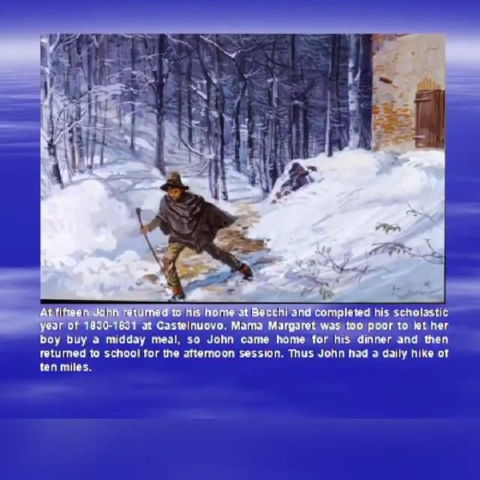 At fifteen John returned to his home at Becchi and completed his scholastic
year of 1830-1831 at Castelnuovo. Mama Margaret was too poor to let her
boy buy a midday meal, so John came home for his dinner and then
returned to school for the afternoon session. Thus John had a daily hike of
ten miles.